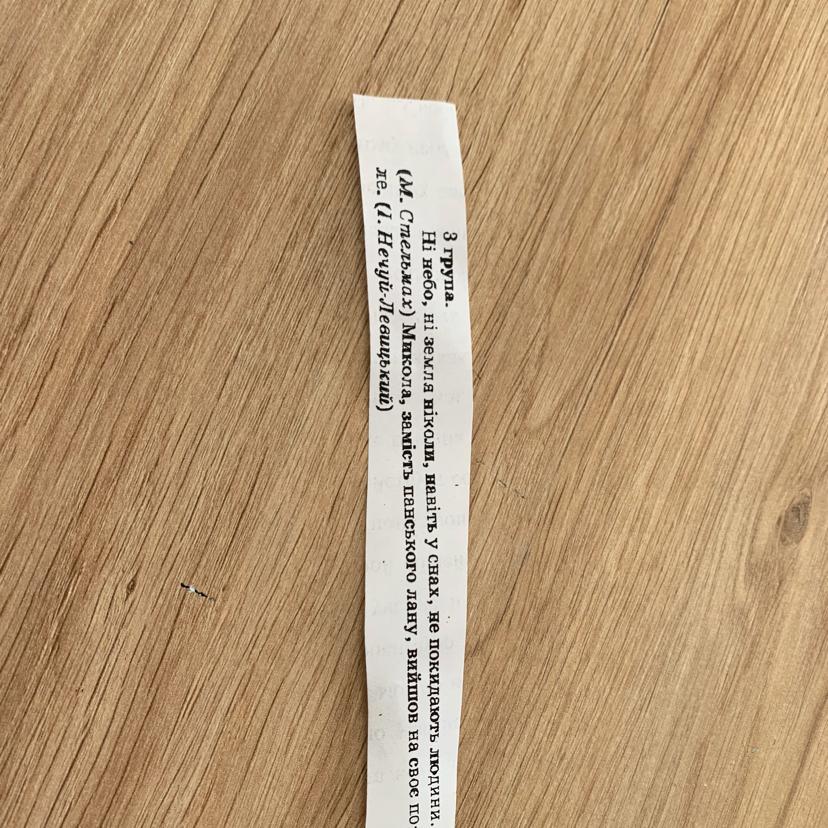 3 група.
Ні небо, ні земля ніколи, навіть у снах, не покидають людини.
(М. Стельмах) Микола, замість панського лану, вийшов на своє по-
ле. (І. Нечуй-Левицький)